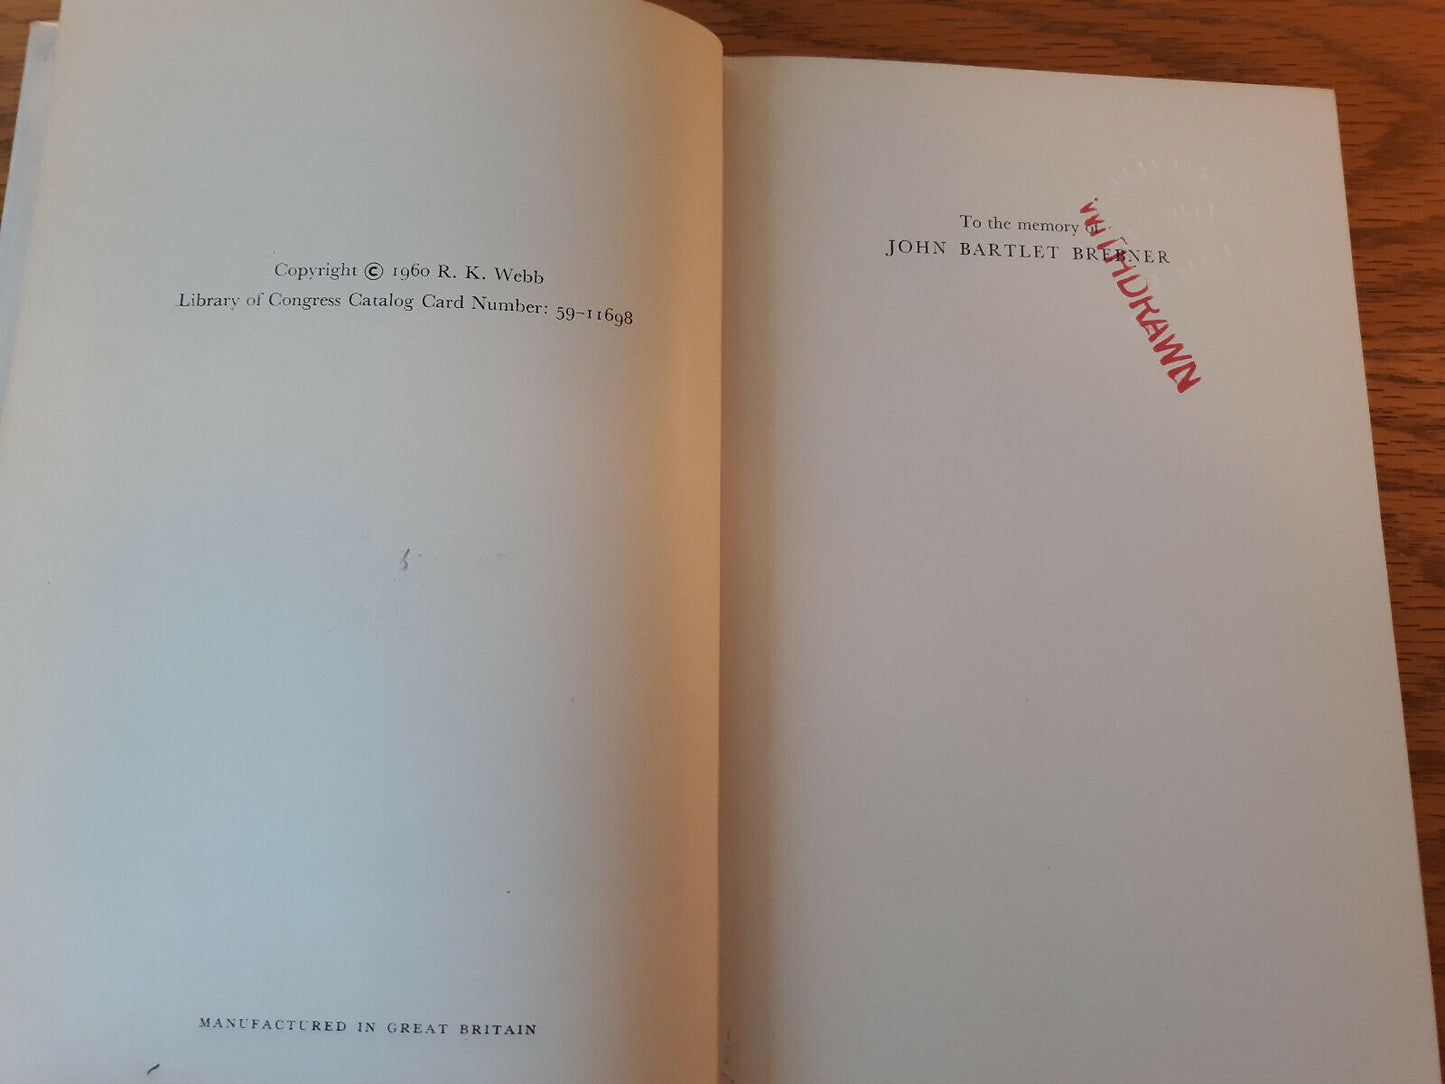 Copyright © 1960 R. K. Webb
Library of Congress Catalog Card Number: 59-11698
MANUFACTURED IN GREAT BRITAIN
To the memory of
JOHN BARTLET BREBNER
WITHDRAWN